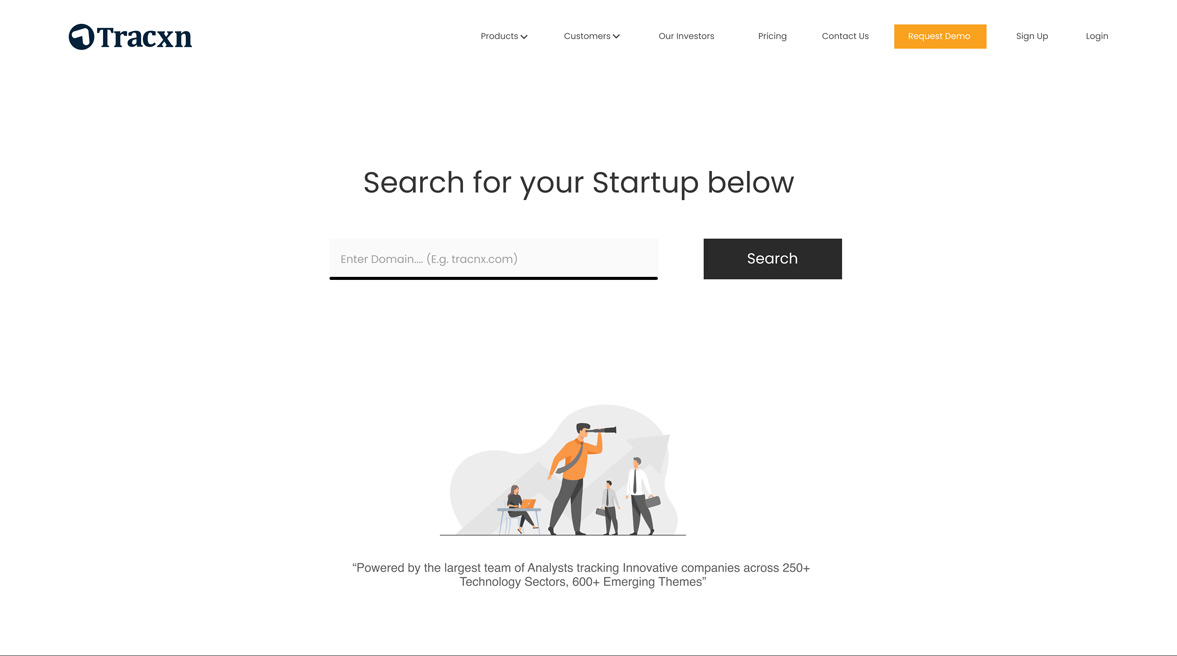 Tracxn
Products Customers Our Investors Pricing Contact Us Request Demo Sign Up Login
Search for your Startup below
Enter Domain.... (E.g. tracnx.com) Search
“Powered by the largest team of Analysts tracking Innovative companies across 250+
Technology Sectors, 600+ Emerging Themes”